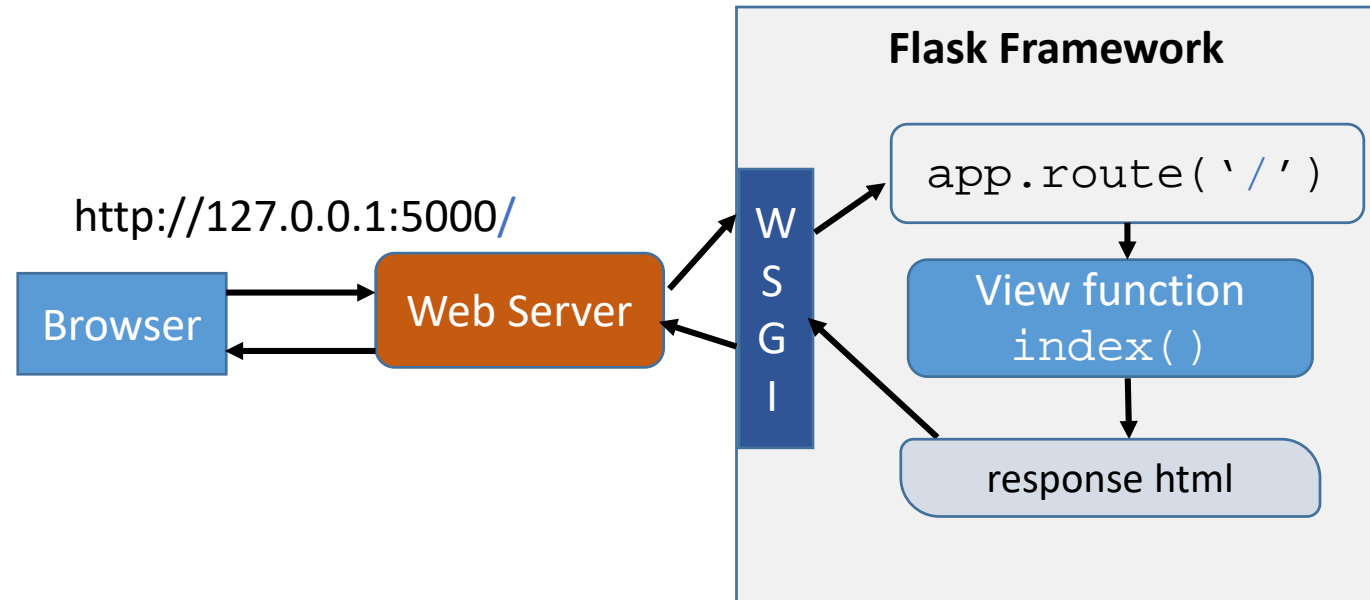 Flask Framework
app.route(‘/’)
http://127.0.0.1:5000/
W
S
G
I
Browser
Web Server
View function
index()
response html